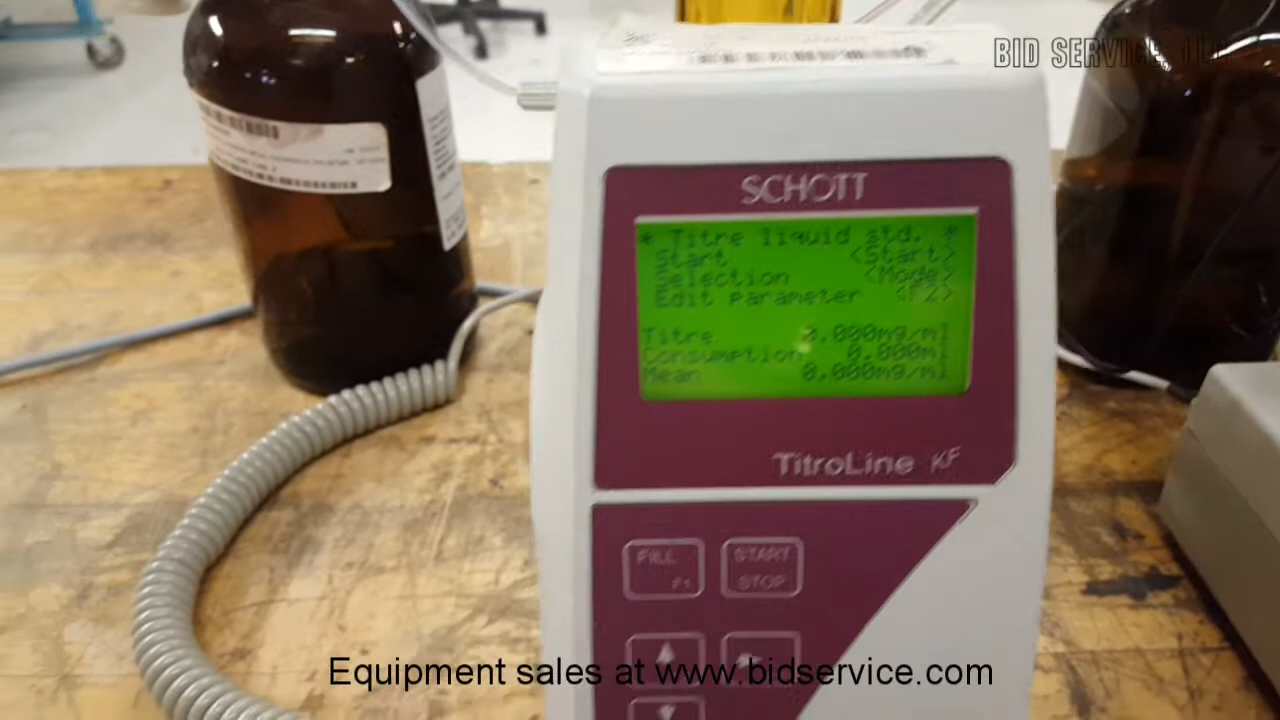 BID SERVICE, LLC
SCHOTT
* Titre liquid std. *
Start <Start>
Selection <Mode>
Edit parameter <F2>
Titre 0.000mg/ml
Consumption 0.000ml
Mean 0.000mg/ml
TitroLine KF
FILL
F1
START
STOP
Equipment sales at www.bidservice.com